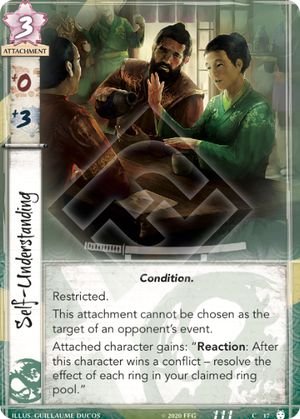 3
ATTACHMENT
+0
+3
Self-Understanding
Condition.
Restricted.
This attachment cannot be chosen as the
target of an opponent's event.
Attached character gains: "Reaction: After
this character wins a conflict – resolve the
effect of each ring in your claimed ring
pool."
ILLUS. GUILLAUME DUCOS
© 2020 FFG
C 17